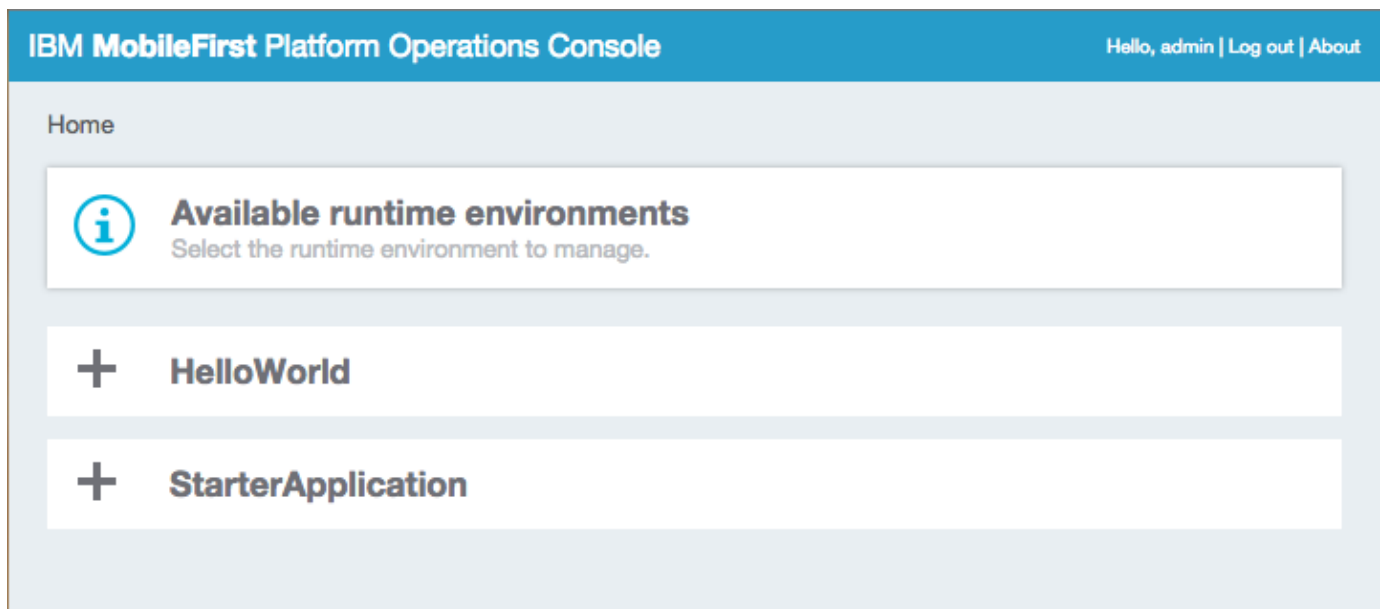 IBM MobileFirst Platform Operations Console
Hello, admin | Log out | About
Home
Available runtime environments
Select the runtime environment to manage.
HelloWorld
StarterApplication